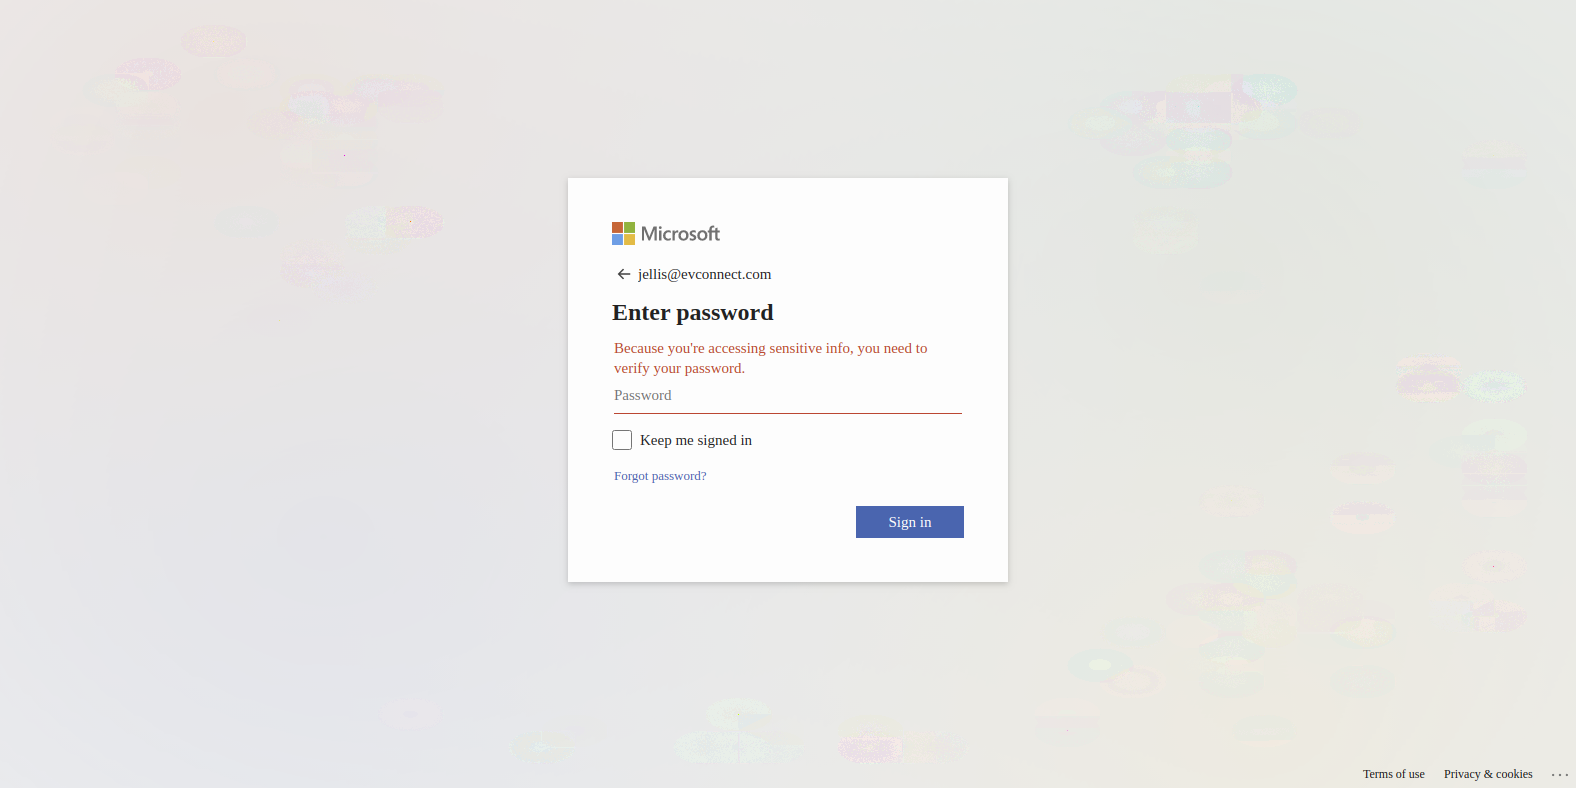 Microsoft
jellis@evconnect.com
Enter password
Because you're accessing sensitive info, you need to
verify your password.
Password
Keep me signed in
Forgot password?
Sign in
Terms of use Privacy & cookies ...